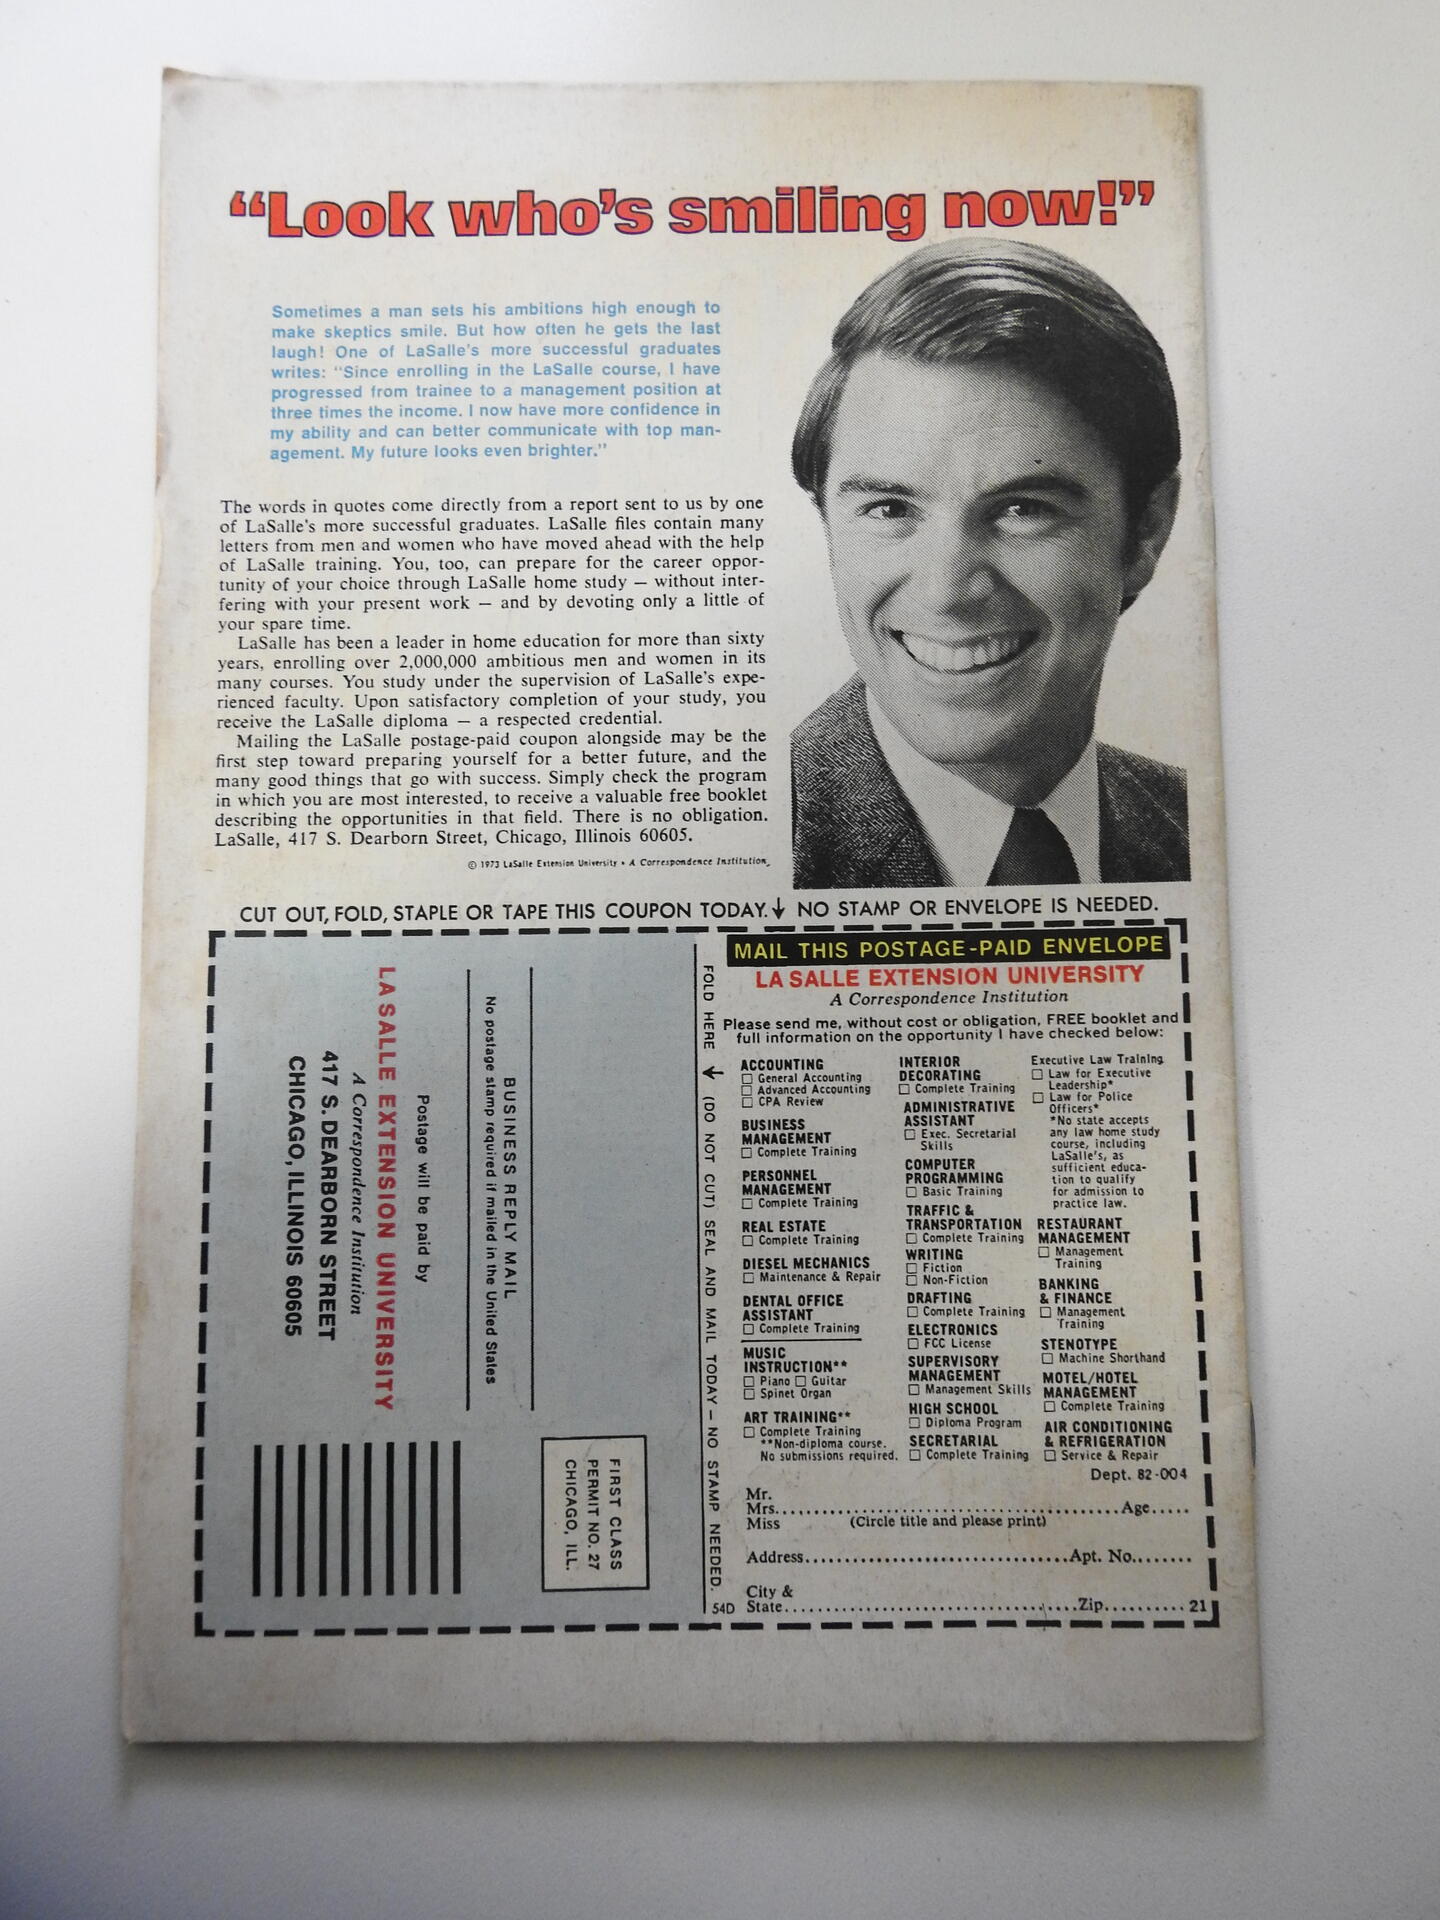 “Look who’s smiling now!”
Sometimes a man sets his ambitions high enough to
make skeptics smile. But how often he gets the last
laugh! One of LaSalle's more successful graduates
writes: "Since enrolling in the LaSalle course, I have
progressed from trainee to a management position at
three times the income. I now have more confidence in
my ability and can better communicate with top man-
agement. My future looks even brighter."
The words in quotes come directly from a report sent to us by one
of LaSalle's more successful graduates. LaSalle files contain many
letters from men and women who have moved ahead with the help
of LaSalle training. You, too, can prepare for the career oppor-
tunity of your choice through LaSalle home study — without inter-
fering with your present work — and by devoting only a little of
your spare time.
LaSalle has been a leader in home education for more than sixty
years, enrolling over 2,000,000 ambitious men and women in its
many courses. You study under the supervision of LaSalle's expe-
rienced faculty. Upon satisfactory completion of your study, you
receive the LaSalle diploma — a respected credential.
Mailing the LaSalle postage-paid coupon alongside may be the
first step toward preparing yourself for a better future, and the
many good things that go with success. Simply check the program
in which you are most interested, to receive a valuable free booklet
describing the opportunities in that field. There is no obligation.
LaSalle, 417 S. Dearborn Street, Chicago, Illinois 60605.
© 1973 LaSalle Extension University • A Correspondence Institution
CUT OUT, FOLD, STAPLE OR TAPE THIS COUPON TODAY. ↓ NO STAMP OR ENVELOPE IS NEEDED.
FIRST CLASS
PERMIT NO. 27
CHICAGO, ILL.
BUSINESS REPLY MAIL
No postage stamp required if mailed in the United States
Postage will be paid by
LA SALLE EXTENSION UNIVERSITY
A Correspondence Institution
417 S. DEARBORN STREET
CHICAGO, ILLINOIS 60605
FOLD HERE → (DO NOT CUT) SEAL AND MAIL TODAY — NO STAMP NEEDED.
MAIL THIS POSTAGE-PAID ENVELOPE
LA SALLE EXTENSION UNIVERSITY
A Correspondence Institution
Please send me, without cost or obligation, FREE booklet and
full information on the opportunity I have checked below:
ACCOUNTING
□ General Accounting
□ Advanced Accounting
□ CPA Review
BUSINESS
MANAGEMENT
□ Complete Training
PERSONNEL
MANAGEMENT
□ Complete Training
REAL ESTATE
□ Complete Training
DIESEL MECHANICS
□ Maintenance & Repair
DENTAL OFFICE
ASSISTANT
□ Complete Training
MUSIC
INSTRUCTION**
□ Piano □ Guitar
□ Spinet Organ
ART TRAINING**
□ Complete Training
**Non-diploma course.
No submissions required.
INTERIOR
DECORATING
□ Complete Training
ADMINISTRATIVE
ASSISTANT
□ Exec. Secretarial
Skills
COMPUTER
PROGRAMMING
□ Basic Training
TRAFFIC &
TRANSPORTATION
□ Complete Training
WRITING
□ Fiction
□ Non-Fiction
DRAFTING
□ Complete Training
ELECTRONICS
□ FCC License
SUPERVISORY
MANAGEMENT
□ Management Skills
HIGH SCHOOL
□ Diploma Program
SECRETARIAL
□ Complete Training
Executive Law Training
□ Law for Executive
Leadership*
□ Law for Police
Officers*
*No state accepts
any law home study
course, including
LaSalle's, as
sufficient educa-
tion to qualify
for admission to
practice law.
RESTAURANT
MANAGEMENT
□ Management
Training
BANKING
& FINANCE
□ Management
Training
STENOTYPE
□ Machine Shorthand
MOTEL/HOTEL
MANAGEMENT
□ Complete Training
AIR CONDITIONING
& REFRIGERATION
□ Service & Repair
Dept. 82-004
Mr.
Mrs. Age
Miss (Circle title and please print)
Address Apt. No.
City &
54D State Zip 21